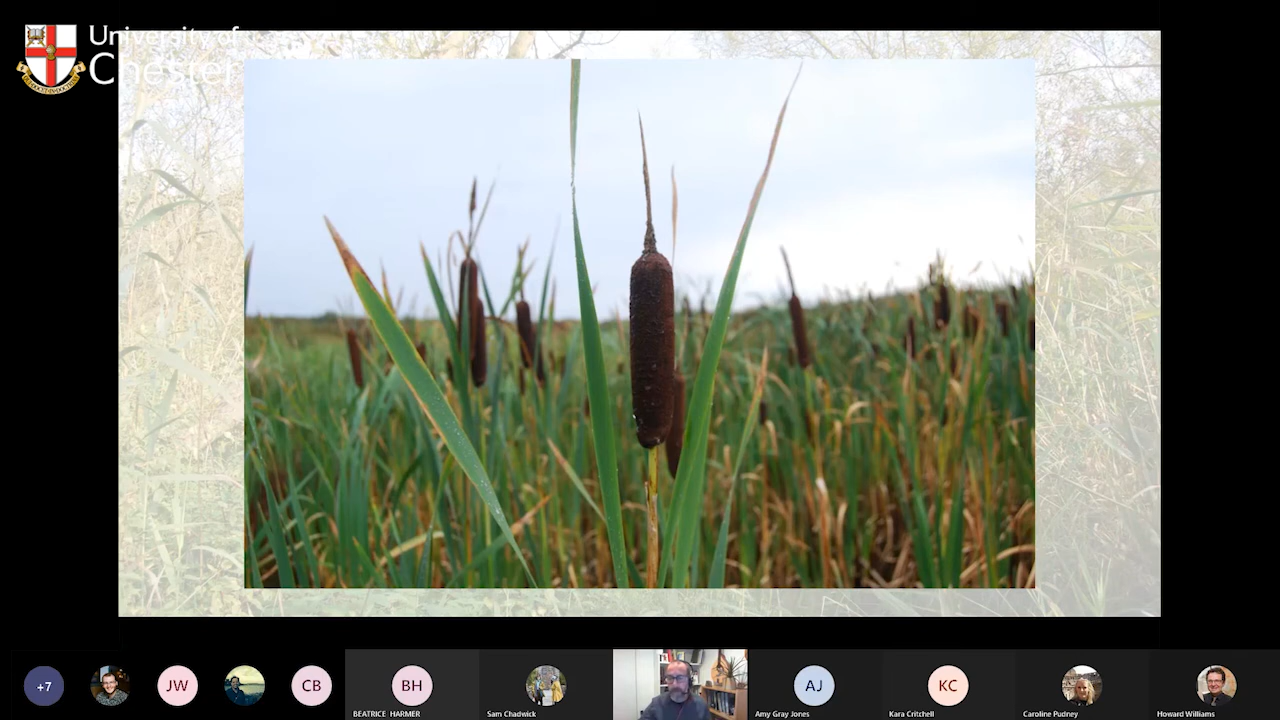 University of
Chester
+7
JW
CB
BH
AJ
KC
BEATRICE HARMER
Sam Chadwick
Amy Gray Jones
Kara Critchell
Caroline Pudney
Howard Williams